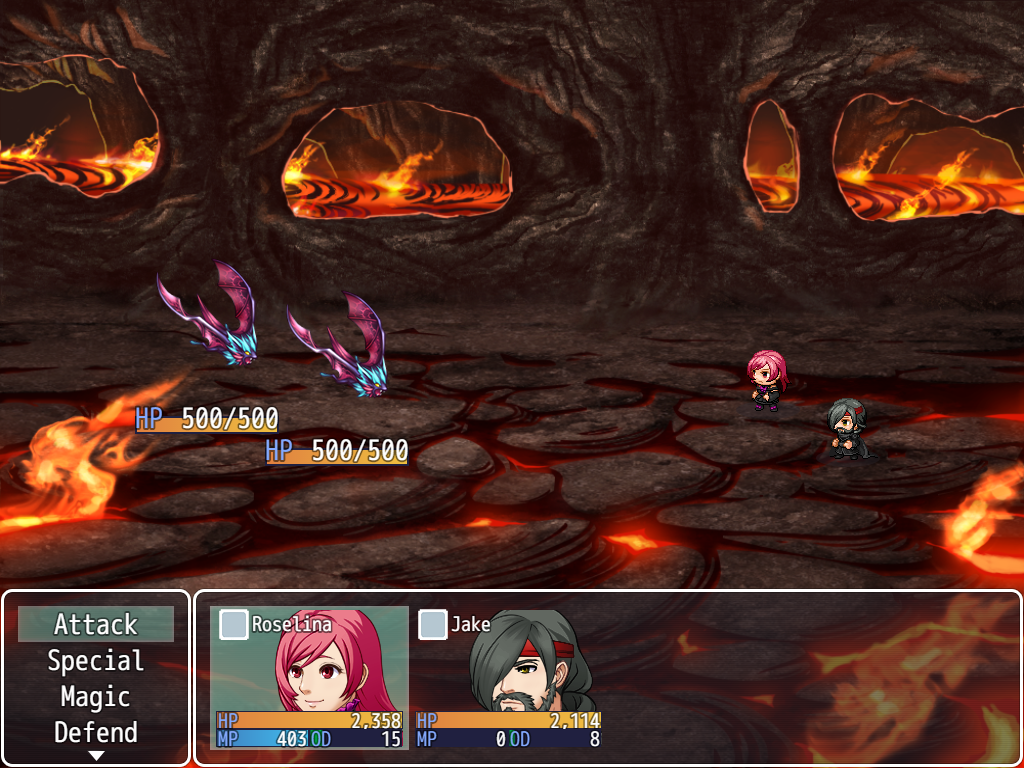 HP 500/500
HP 500/500
Attack
Special
Magic
Defend
Roselina
HP 2,358
MP 403 OD 15
Jake
HP 2,114
MP 0 OD 8